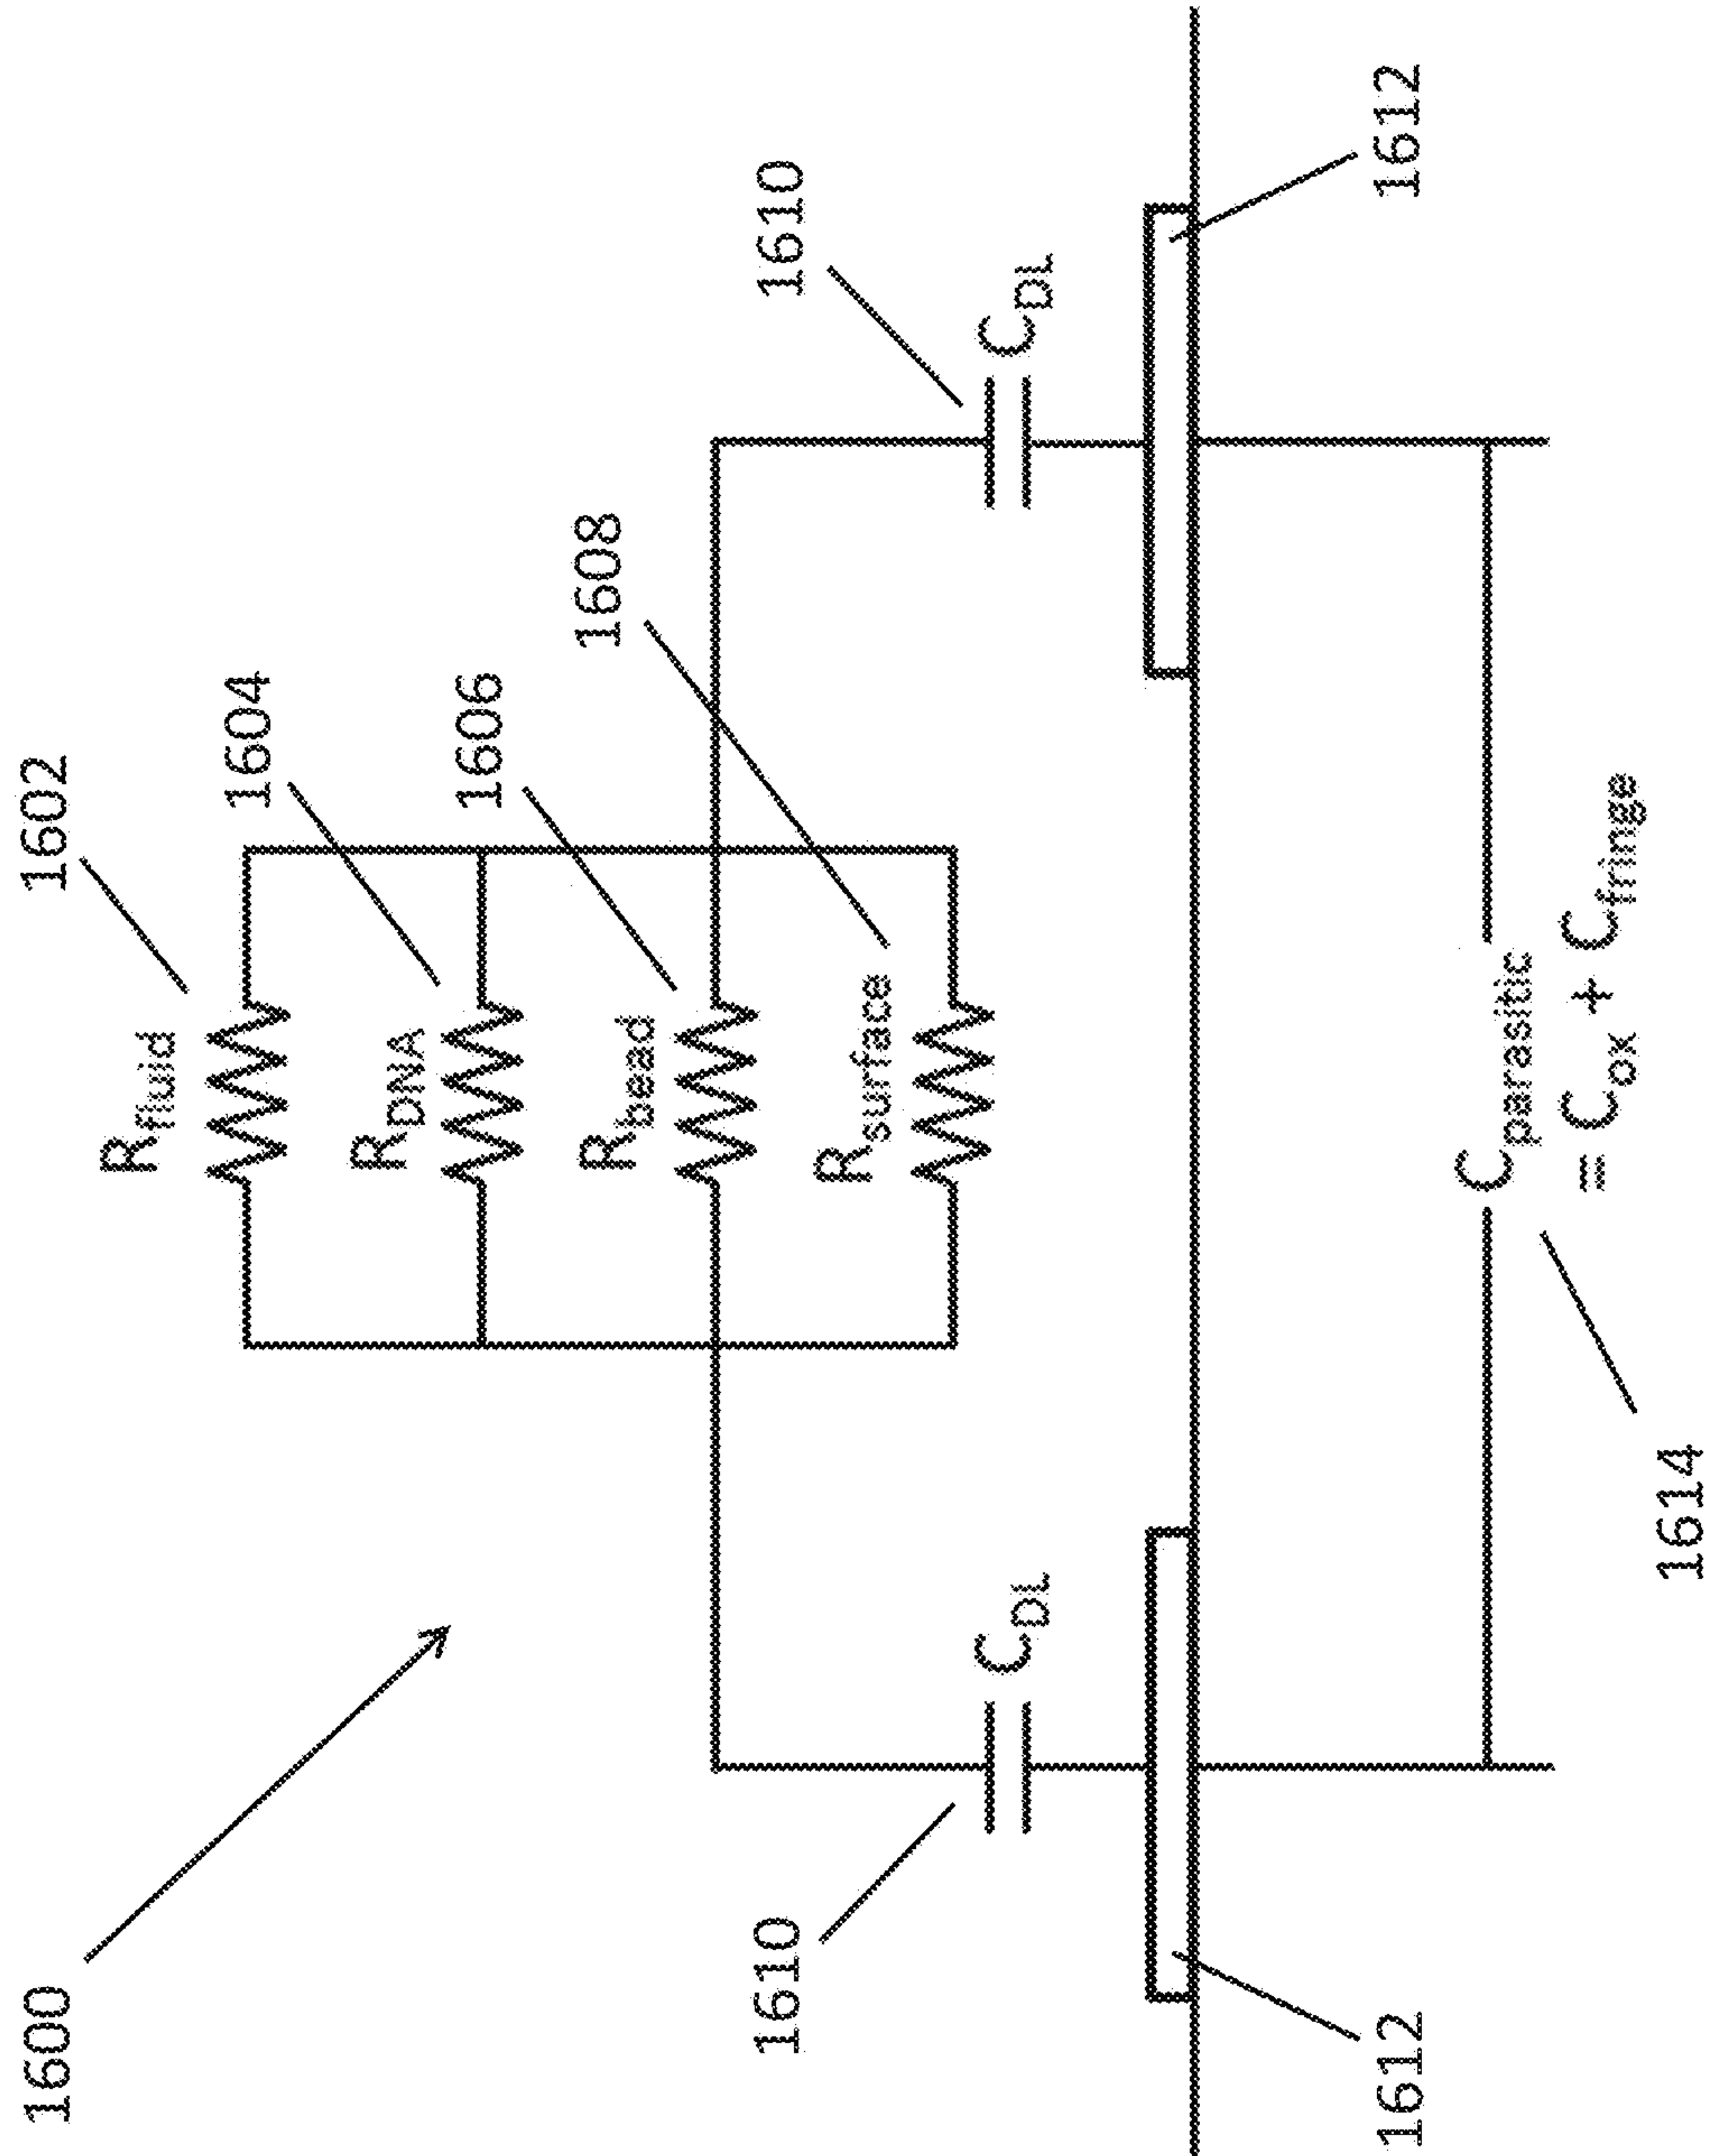 1600
1602
R_fluid
1604
R_DNA
1606
R_bead
1608
R_surface
1610
C_DL
1610
C_DL
1612
1612
C_parasitic
= C_ox + C_fringe
1614